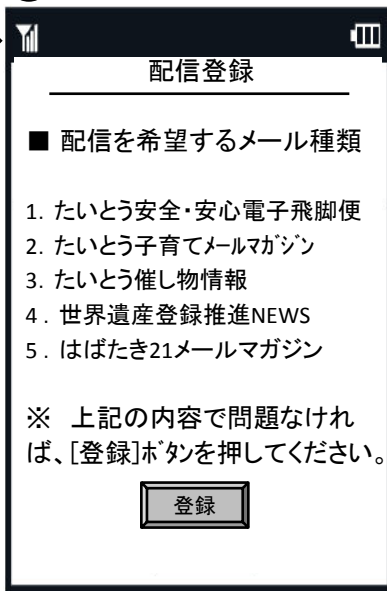 配信登録
■ 配信を希望するメール種類
1. たいとう安全・安心電子飛脚便
2. たいとう子育てﾒｰﾙﾏｶﾞｼﾞﾝ
3. たいとう催し物情報
4 . 世界遺産登録推進NEWS
5 . はばたき21メールマガジン
※ 上記の内容で問題なけれ
ば、[登録]ﾎﾞﾀﾝを押してください。
登録